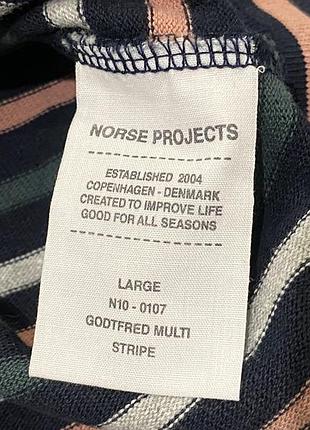 NORSE PROJECTS
ESTABLISHED 2004
COPENHAGEN - DENMARK
CREATED TO IMPROVE LIFE
GOOD FOR ALL SEASONS
LARGE
N10 - 0107
GODTFRED MULTI
STRIPE